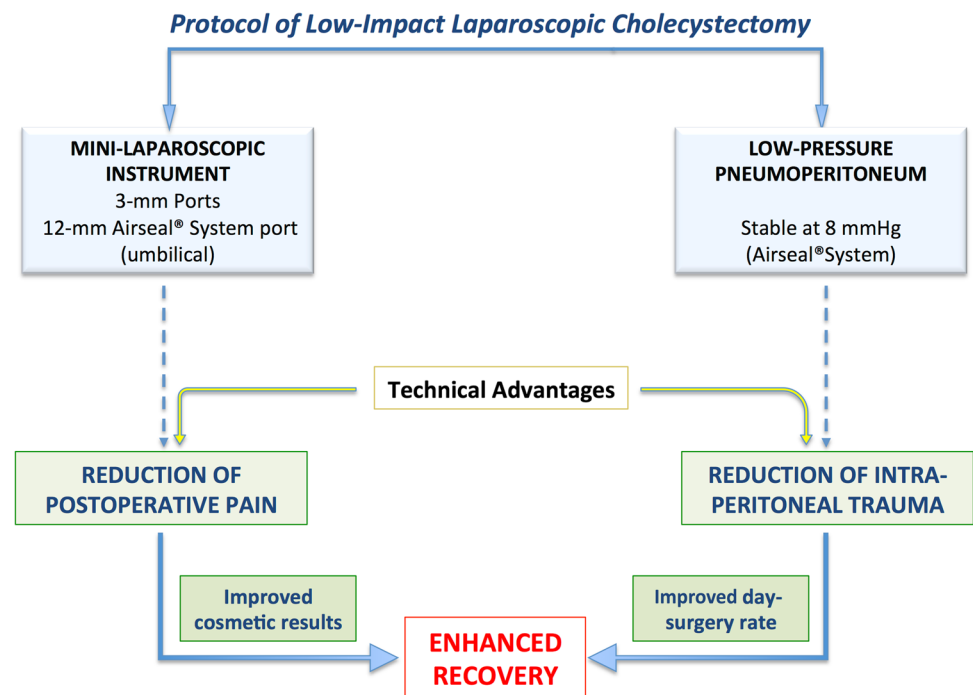 Protocol of Low-Impact Laparoscopic Cholecystectomy
MINI-LAPAROSCOPIC
INSTRUMENT
3-mm Ports
12-mm Airseal® System port
(umbilical)
LOW-PRESSURE
PNEUMOPERITONEUM
Stable at 8 mmHg
(Airseal®System)
Technical Advantages
REDUCTION OF
POSTOPERATIVE PAIN
REDUCTION OF INTRA-
PERITONEAL TRAUMA
Improved
cosmetic results
Improved day-
surgery rate
ENHANCED
RECOVERY